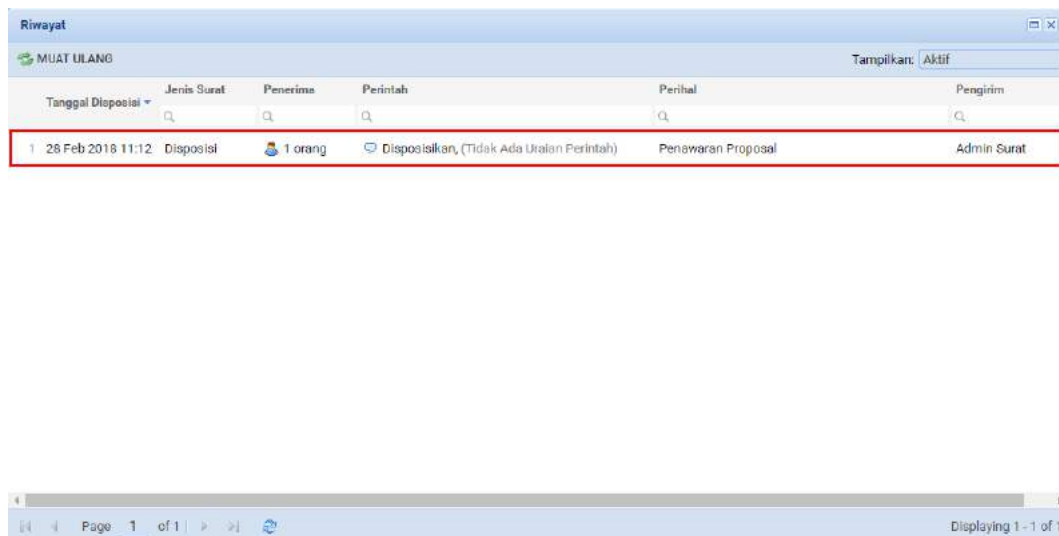 Riwayat
MUAT ULANG Tampilkan: Aktif
Tanggal Disposisi Jenis Surat Penerima Perintah Perihal Pengirim
1 28 Feb 2018 11:12 Disposisi 1 orang Disposisikan, (Tidak Ada Uraian Perintah) Penawaran Proposal Admin Surat
Page 1 of 1 Displaying 1 - 1 of 1